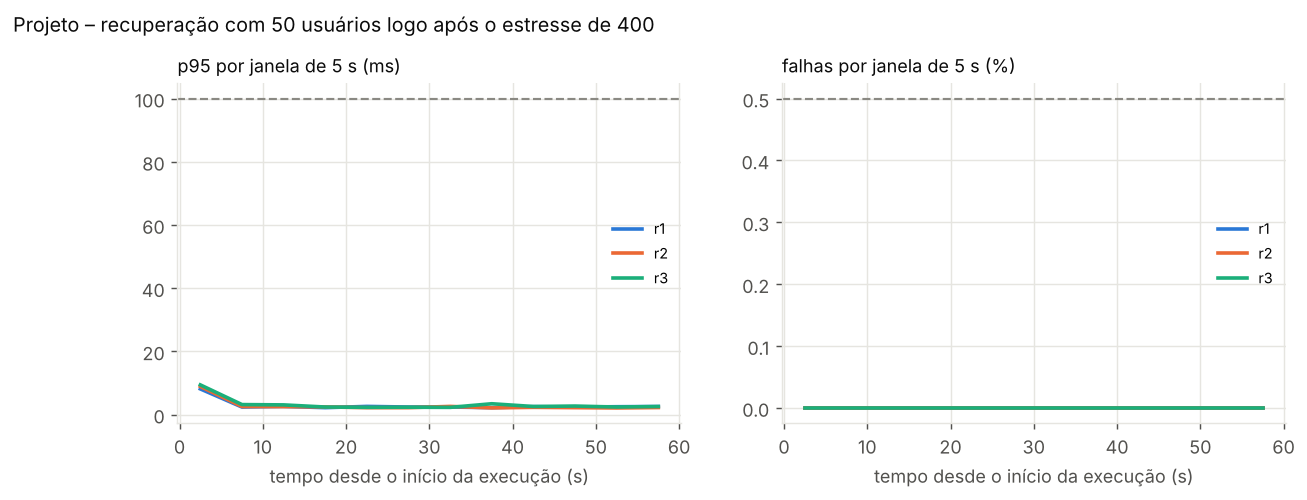 Projeto – recuperação com 50 usuários logo após o estresse de 400
p95 por janela de 5 s (ms)
100
80
60
40
20
0
r1
r2
r3
0 10 20 30 40 50 60
tempo desde o início da execução (s)
falhas por janela de 5 s (%)
0.5
0.4
0.3
0.2
0.1
0.0
r1
r2
r3
0 10 20 30 40 50 60
tempo desde o início da execução (s)